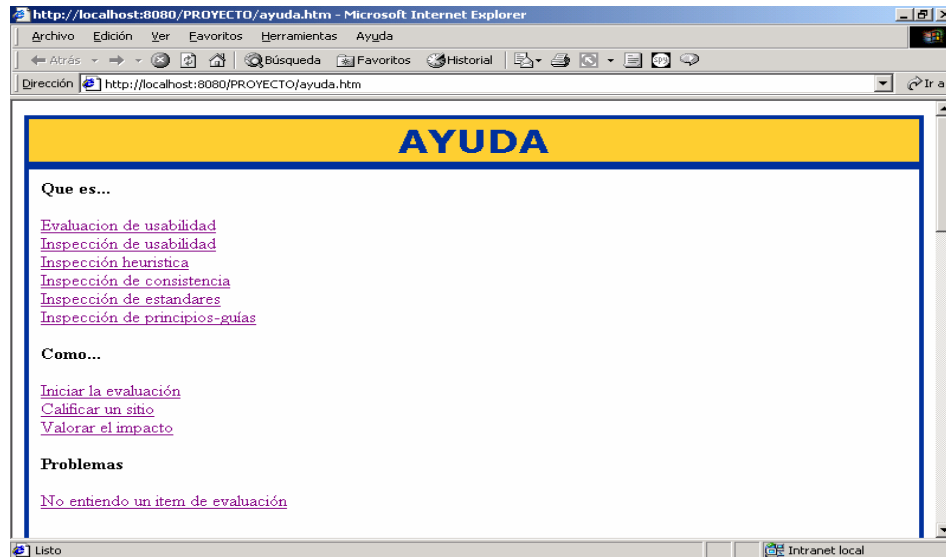 http://localhost:8080/PROYECTO/ayuda.htm - Microsoft Internet Explorer
Archivo Edición Ver Favoritos Herramientas Ayuda
Atrás Búsqueda Favoritos Historial
Dirección http://localhost:8080/PROYECTO/ayuda.htm Ir a
AYUDA
Que es...
Evaluacion de usabilidad
Inspección de usabilidad
Inspección heuristica
Inspección de consistencia
Inspección de estandares
Inspección de principios-guías
Como...
Iniciar la evaluación
Calificar un sitio
Valorar el impacto
Problemas
No entiendo un item de evaluación
Listo Intranet local